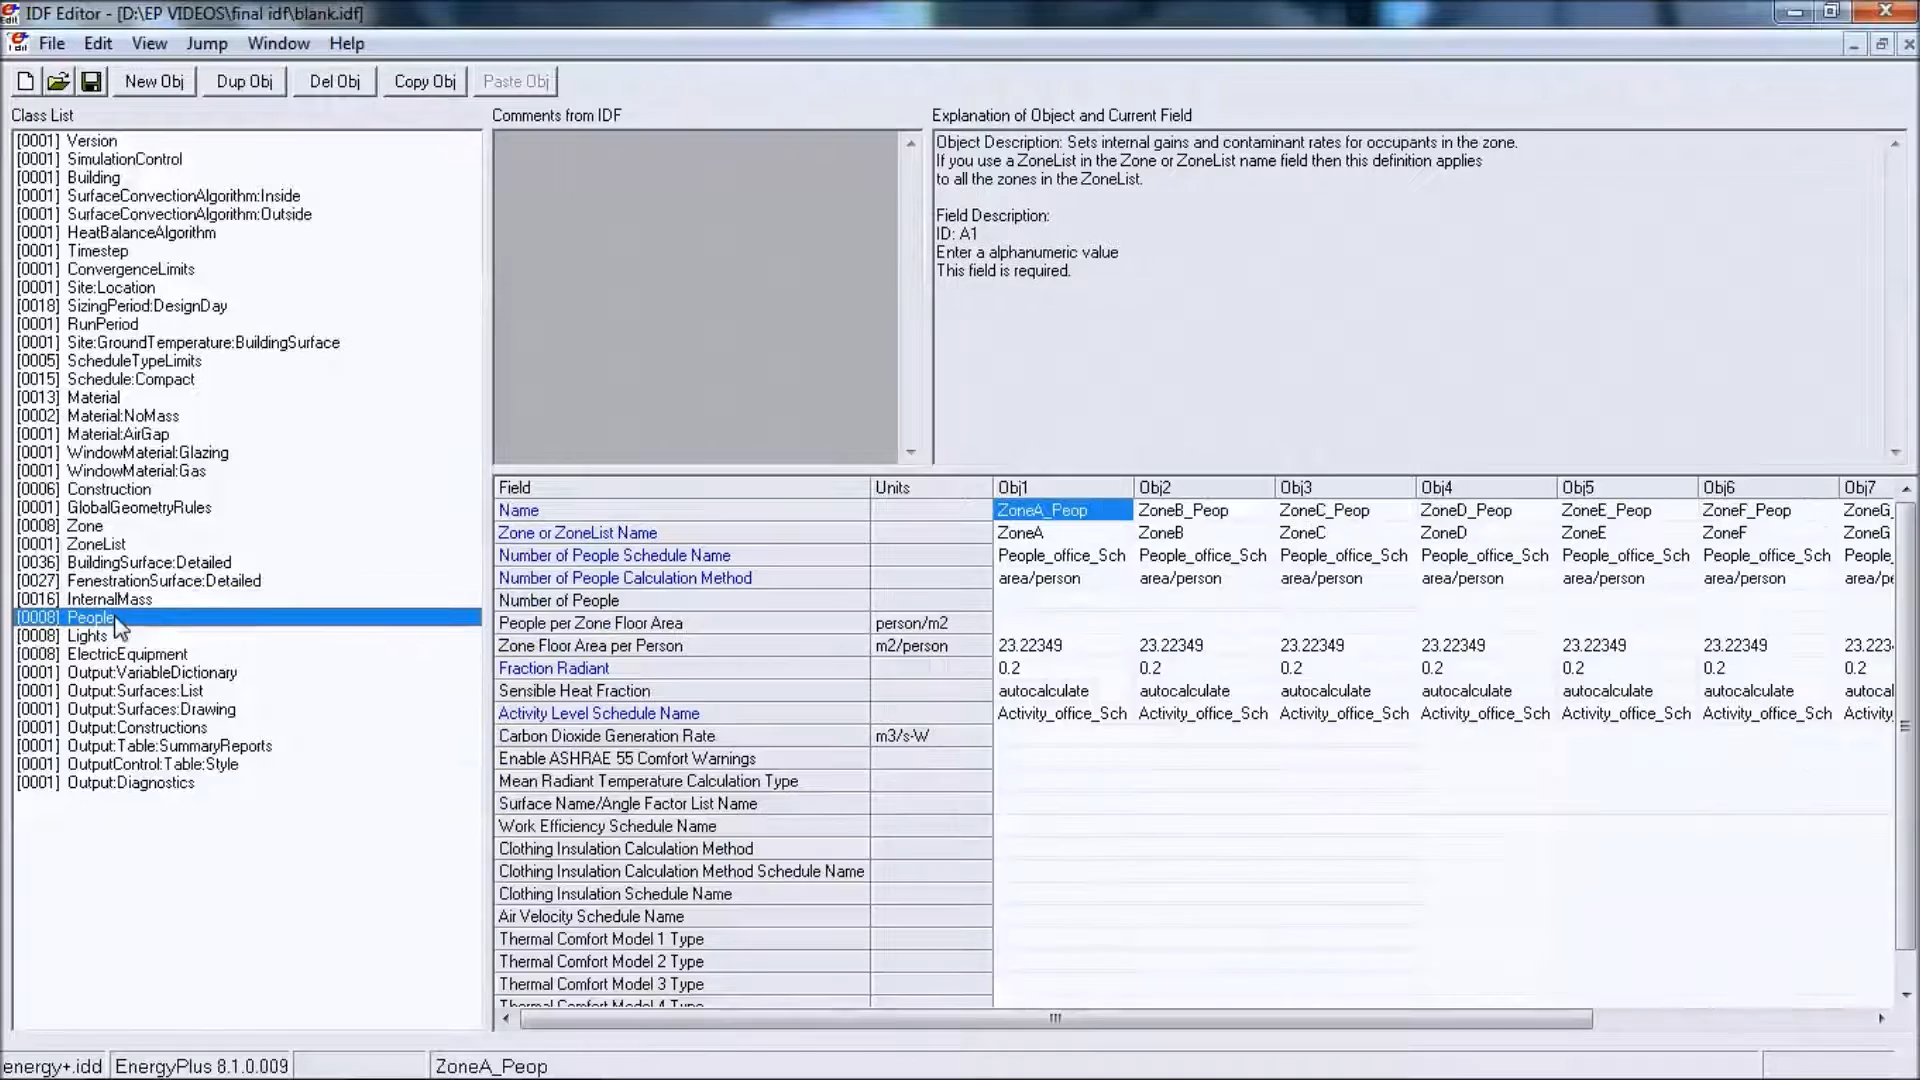 IDF Editor - [D:\EP VIDEOS\final idf\blank.idf]
File Edit View Jump Window Help
New Obj Dup Obj Del Obj Copy Obj Paste Obj
Class List
[0001] Version
[0001] SimulationControl
[0001] Building
[0001] SurfaceConvectionAlgorithm:Inside
[0001] SurfaceConvectionAlgorithm:Outside
[0001] HeatBalanceAlgorithm
[0001] Timestep
[0001] ConvergenceLimits
[0001] Site:Location
[0018] SizingPeriod:DesignDay
[0001] RunPeriod
[0001] Site:GroundTemperature:BuildingSurface
[0005] ScheduleTypeLimits
[0015] Schedule:Compact
[0013] Material
[0002] Material:NoMass
[0001] Material:AirGap
[0001] WindowMaterial:Glazing
[0001] WindowMaterial:Gas
[0006] Construction
[0001] GlobalGeometryRules
[0008] Zone
[0001] ZoneList
[0036] BuildingSurface:Detailed
[0027] FenestrationSurface:Detailed
[0016] InternalMass
[0008] People
[0008] Lights
[0008] ElectricEquipment
[0001] Output:VariableDictionary
[0001] Output:Surfaces:List
[0001] Output:Surfaces:Drawing
[0001] Output:Constructions
[0001] Output:Table:SummaryReports
[0001] OutputControl:Table:Style
[0001] Output:Diagnostics
Comments from IDF
Explanation of Object and Current Field
Object Description: Sets internal gains and contaminant rates for occupants in the zone.
If you use a ZoneList in the Zone or ZoneList name field then this definition applies
to all the zones in the ZoneList.
Field Description:
ID: A1
Enter a alphanumeric value
This field is required.
Field Units Obj1 Obj2 Obj3 Obj4 Obj5 Obj6 Obj7
Name ZoneA_Peop ZoneB_Peop ZoneC_Peop ZoneD_Peop ZoneE_Peop ZoneF_Peop ZoneG_
Zone or ZoneList Name ZoneA ZoneB ZoneC ZoneD ZoneE ZoneF ZoneG
Number of People Schedule Name People_office_Sch People_office_Sch People_office_Sch People_office_Sch People_office_Sch People_office_Sch People_
Number of People Calculation Method area/person area/person area/person area/person area/person area/person area/pe
Number of People
People per Zone Floor Area person/m2
Zone Floor Area per Person m2/person 23.22349 23.22349 23.22349 23.22349 23.22349 23.22349 23.223
Fraction Radiant 0.2 0.2 0.2 0.2 0.2 0.2 0.2
Sensible Heat Fraction autocalculate autocalculate autocalculate autocalculate autocalculate autocalculate autocal
Activity Level Schedule Name Activity_office_Sch Activity_office_Sch Activity_office_Sch Activity_office_Sch Activity_office_Sch Activity_office_Sch Activity_
Carbon Dioxide Generation Rate m3/s-W
Enable ASHRAE 55 Comfort Warnings
Mean Radiant Temperature Calculation Type
Surface Name/Angle Factor List Name
Work Efficiency Schedule Name
Clothing Insulation Calculation Method
Clothing Insulation Calculation Method Schedule Name
Clothing Insulation Schedule Name
Air Velocity Schedule Name
Thermal Comfort Model 1 Type
Thermal Comfort Model 2 Type
Thermal Comfort Model 3 Type
Thermal Comfort Model 4 Type
energy+.idd EnergyPlus 8.1.0.009 ZoneA_Peop